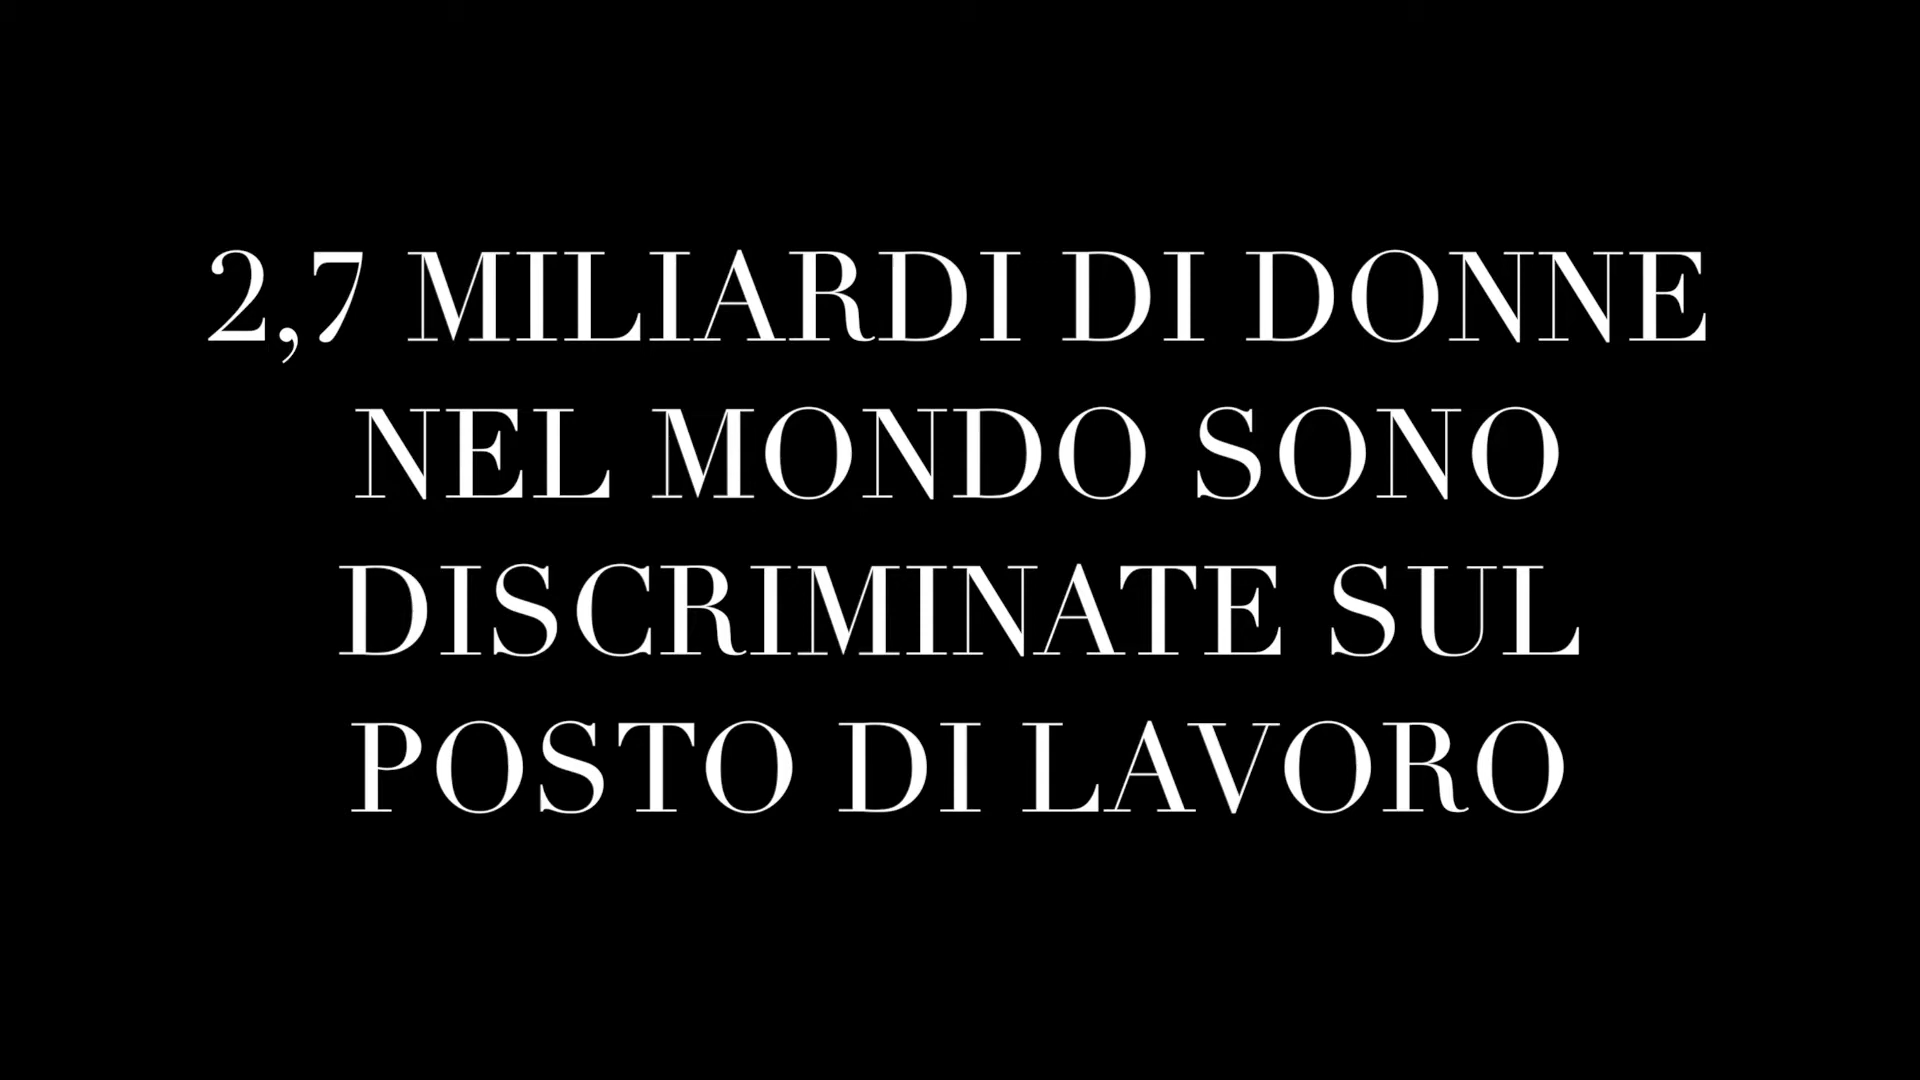 2,7 MILIARDI DI DONNE
NEL MONDO SONO
DISCRIMINATE SUL
POSTO DI LAVORO